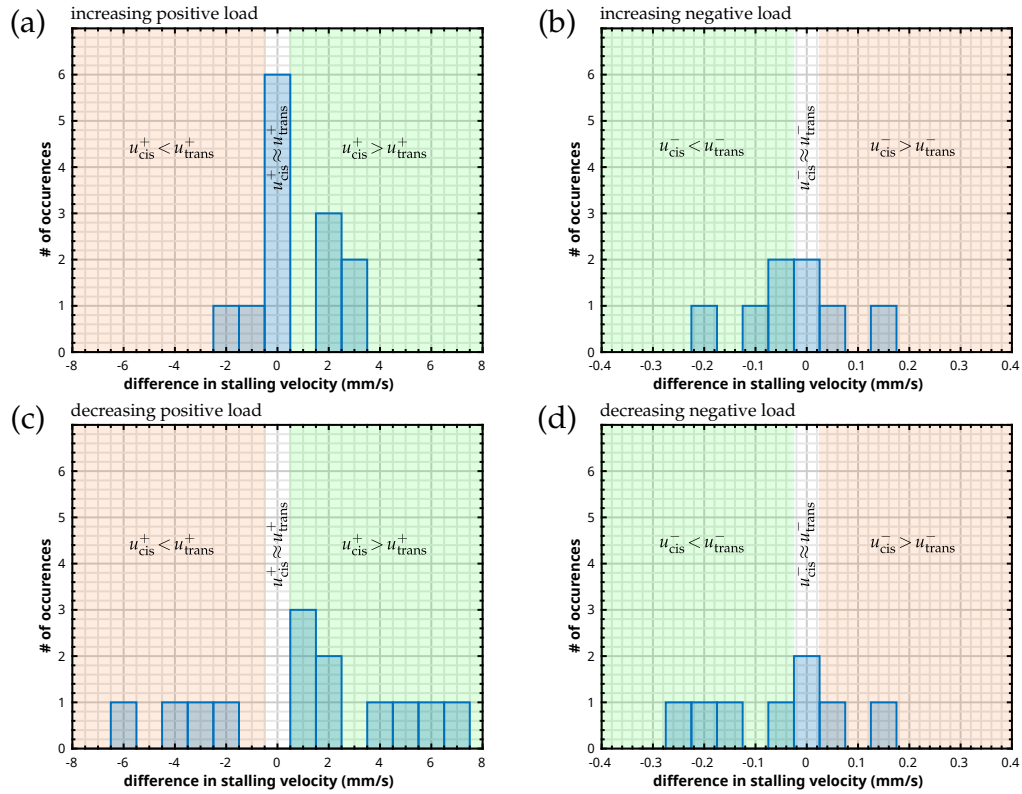 (a) increasing positive load
7
6
5
4
3
2
1
0
# of occurences
u⁺cis < u⁺trans
u⁺cis ≈ u⁺trans
u⁺cis > u⁺trans
-8 -6 -4 -2 0 2 4 6 8
difference in stalling velocity (mm/s)
(b) increasing negative load
6
5
4
3
2
1
0
# of occurences
u⁻cis < u⁻trans
u⁻cis ≈ u⁻trans
u⁻cis > u⁻trans
-0.4 -0.3 -0.2 -0.1 0 0.1 0.2 0.3 0.4
difference in stalling velocity (mm/s)
(c) decreasing positive load
6
5
4
3
2
1
0
# of occurences
u⁺cis < u⁺trans
u⁺cis ≈ u⁺trans
u⁺cis > u⁺trans
-8 -6 -4 -2 0 2 4 6 8
difference in stalling velocity (mm/s)
(d) decreasing negative load
6
5
4
3
2
1
0
# of occurences
u⁻cis < u⁻trans
u⁻cis ≈ u⁻trans
u⁻cis > u⁻trans
-0.4 -0.3 -0.2 -0.1 0 0.1 0.2 0.3 0.4
difference in stalling velocity (mm/s)